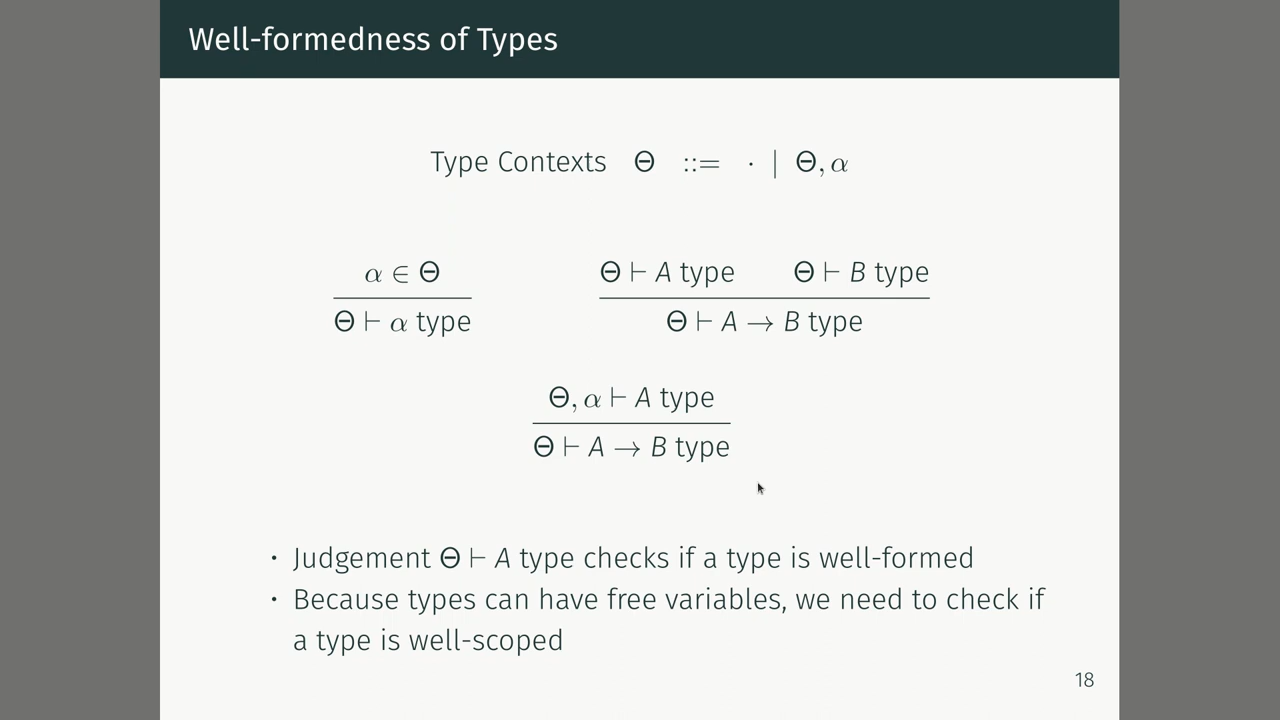 Well-formedness of Types
Type Contexts Θ ::= · | Θ, α
α ∈ Θ
Θ ⊢ α type
Θ ⊢ A type Θ ⊢ B type
Θ ⊢ A → B type
Θ, α ⊢ A type
Θ ⊢ A → B type
· Judgement Θ ⊢ A type checks if a type is well-formed
· Because types can have free variables, we need to check if
a type is well-scoped
18